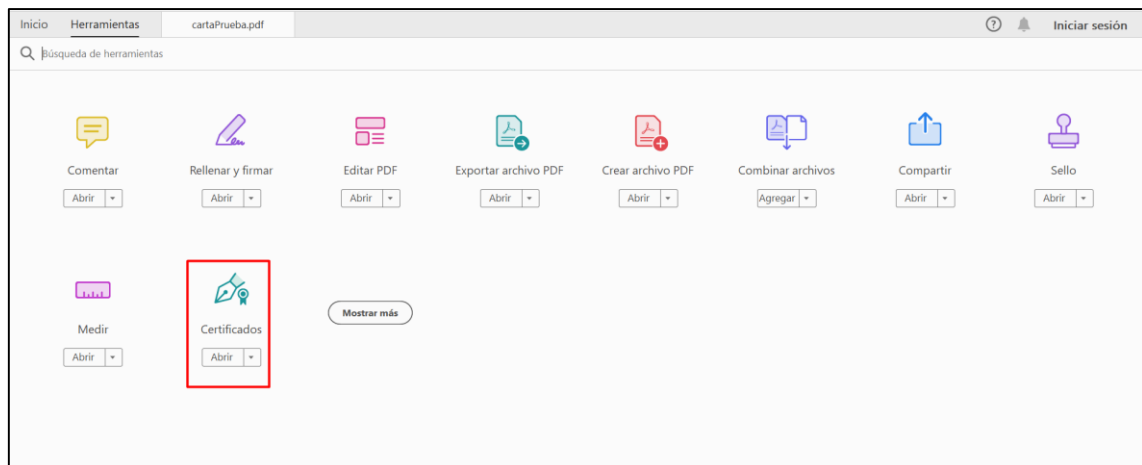 Inicio Herramientas cartaPrueba.pdf Iniciar sesión
Búsqueda de herramientas
Comentar Rellenar y firmar Editar PDF Exportar archivo PDF Crear archivo PDF Combinar archivos Compartir Sello
Abrir Abrir Abrir Abrir Abrir Agregar Abrir Abrir
Mostrar más
Medir Certificados
Abrir Abrir